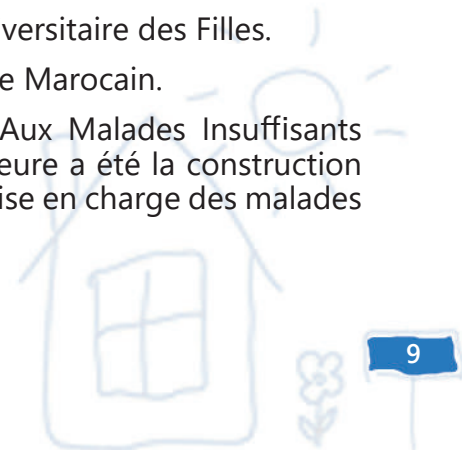 versitaire des Filles.
e Marocain.
Aux Malades Insuffisants
eure a été la construction
ise en charge des malades
9